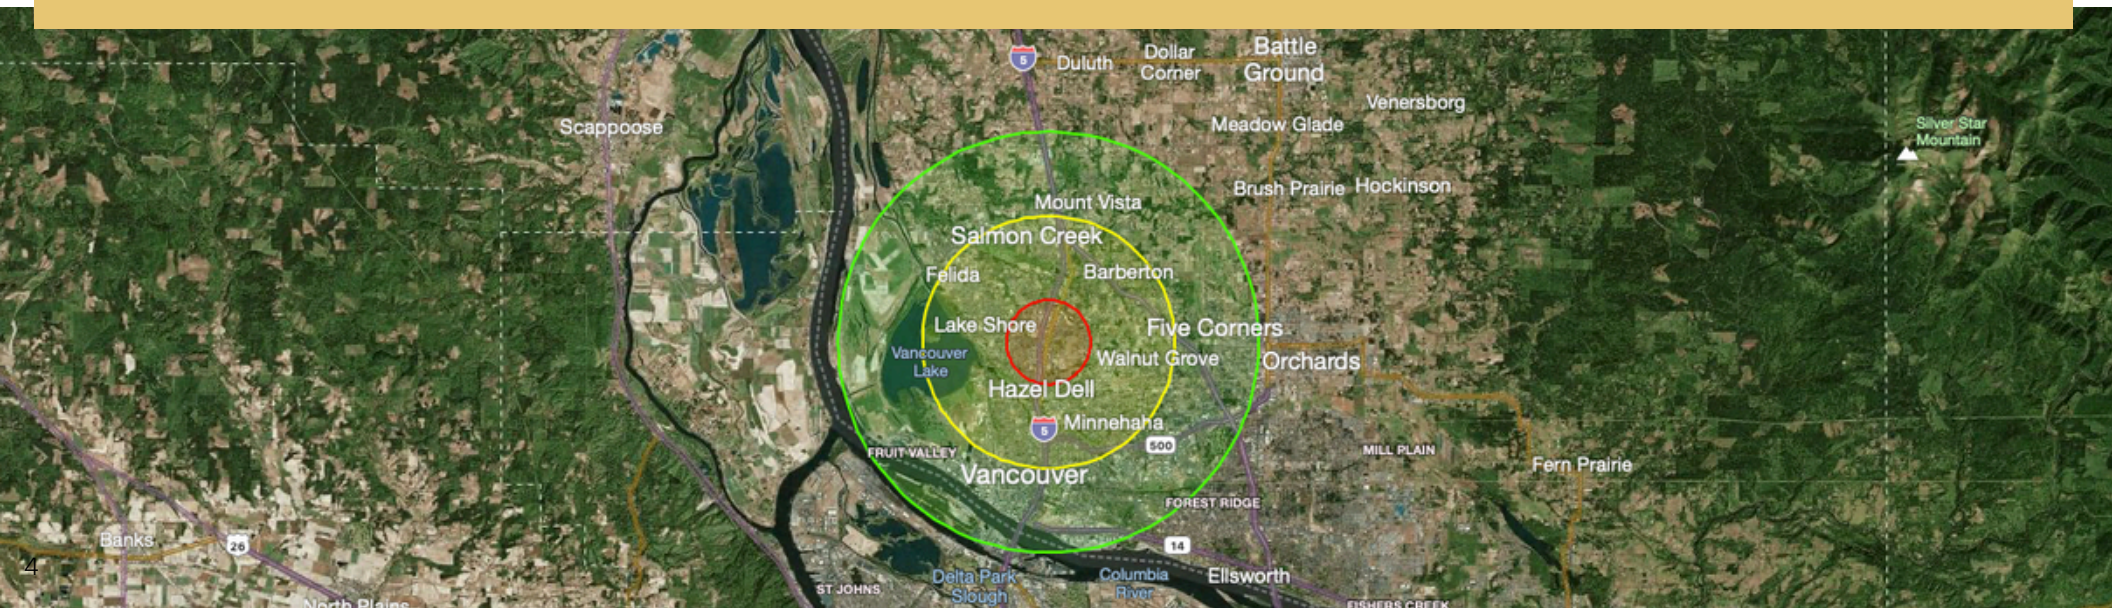 5
Duluth
Dollar
Corner
Battle
Ground
Venersborg
Scappoose
Meadow Glade
Silver Star
Mountain
Brush Prairie
Hockinson
Mount Vista
Salmon Creek
Felida
Barberton
Lake Shore
Five Corners
Vancouver
Lake
Walnut Grove
Orchards
Hazel Dell
5
Minnehaha
500
FRUIT VALLEY
MILL PLAIN
Vancouver
Fern Prairie
FOREST RIDGE
Banks
26
14
4
Delta Park
Slough
Columbia
River
Ellsworth
ST JOHNS
North Plains
FISHERS CREEK